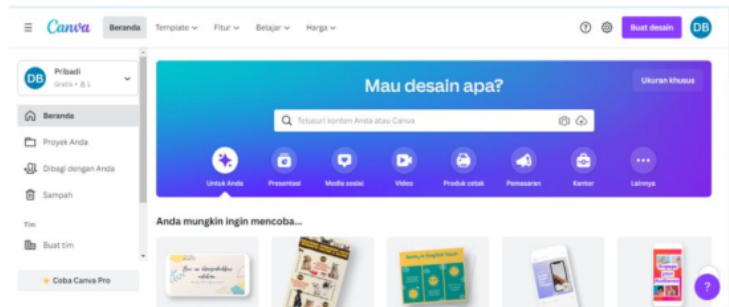 Canva Beranda Template Fitur Belajar Harga Buat desain DB
DB Pribadi
Gratis • 1
Beranda
Proyek Anda
Dibagi dengan Anda
Sampah
Tim
Buat tim
Coba Canva Pro
Mau desain apa?
Ukuran khusus
Telusuri konten Anda atau Canva
Untuk Anda Presentasi Media sosial Video Produk cetak Pemasaran Kantor Lainnya
Anda mungkin ingin mencoba...
?